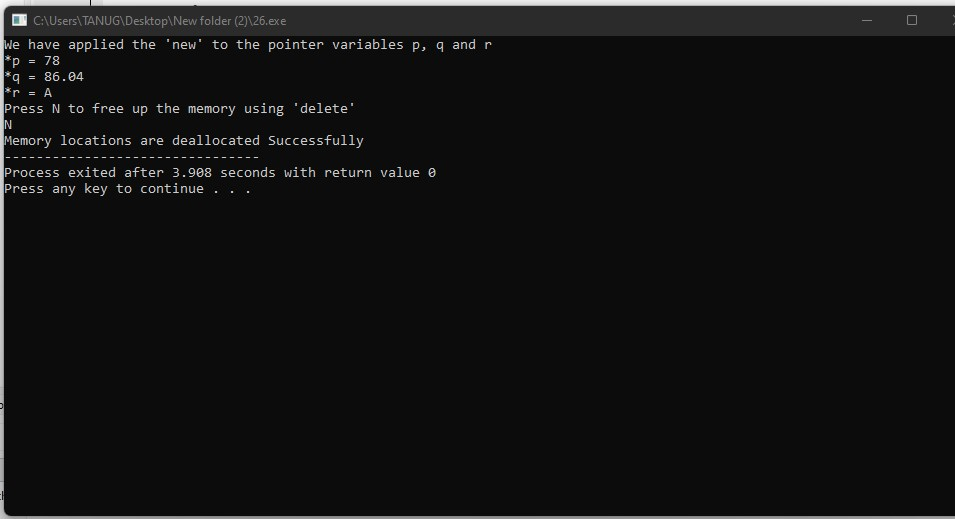 C:\Users\TANUG\Desktop\New folder (2)\26.exe
We have applied the 'new' to the pointer variables p, q and r
*p = 78
*q = 86.04
*r = A
Press N to free up the memory using 'delete'
N
Memory locations are deallocated Successfully
--------------------------------
Process exited after 3.908 seconds with return value 0
Press any key to continue . . .